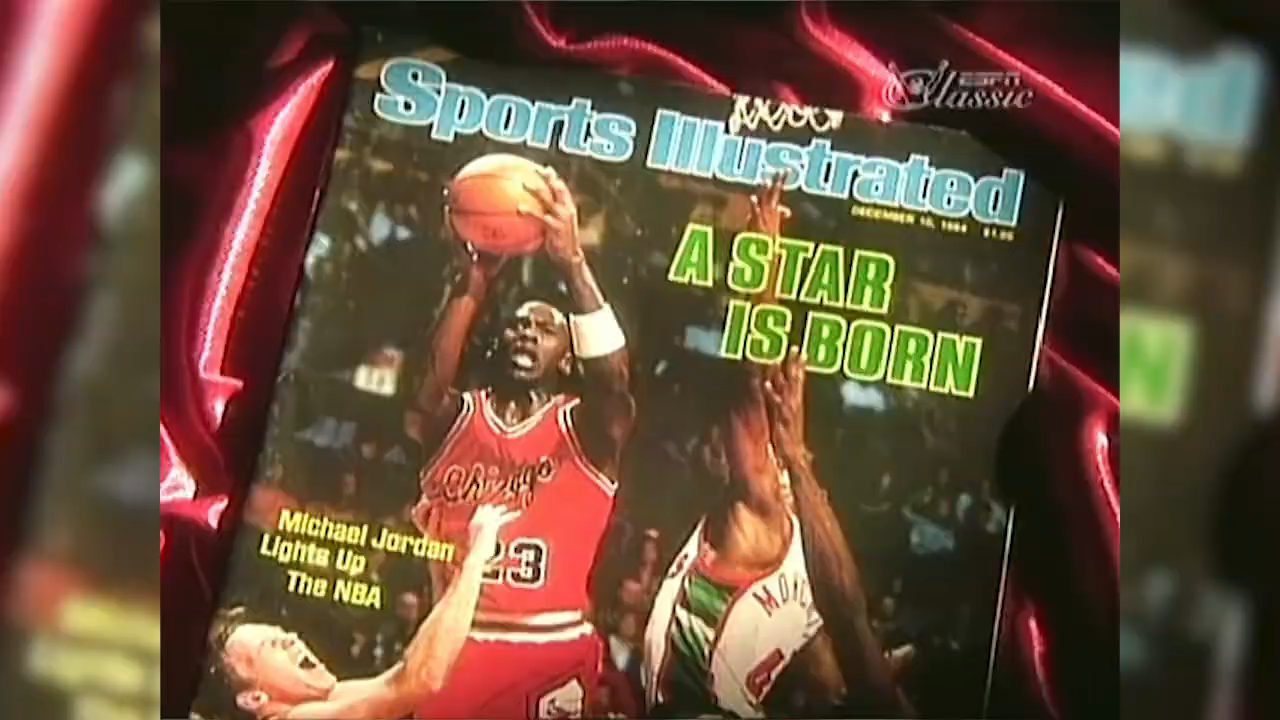 ESPN
Classic
Sports Illustrated
DECEMBER 10, 1984 $1.95
A STAR
IS BORN
Chicago
23
Michael Jordan
Lights Up
The NBA